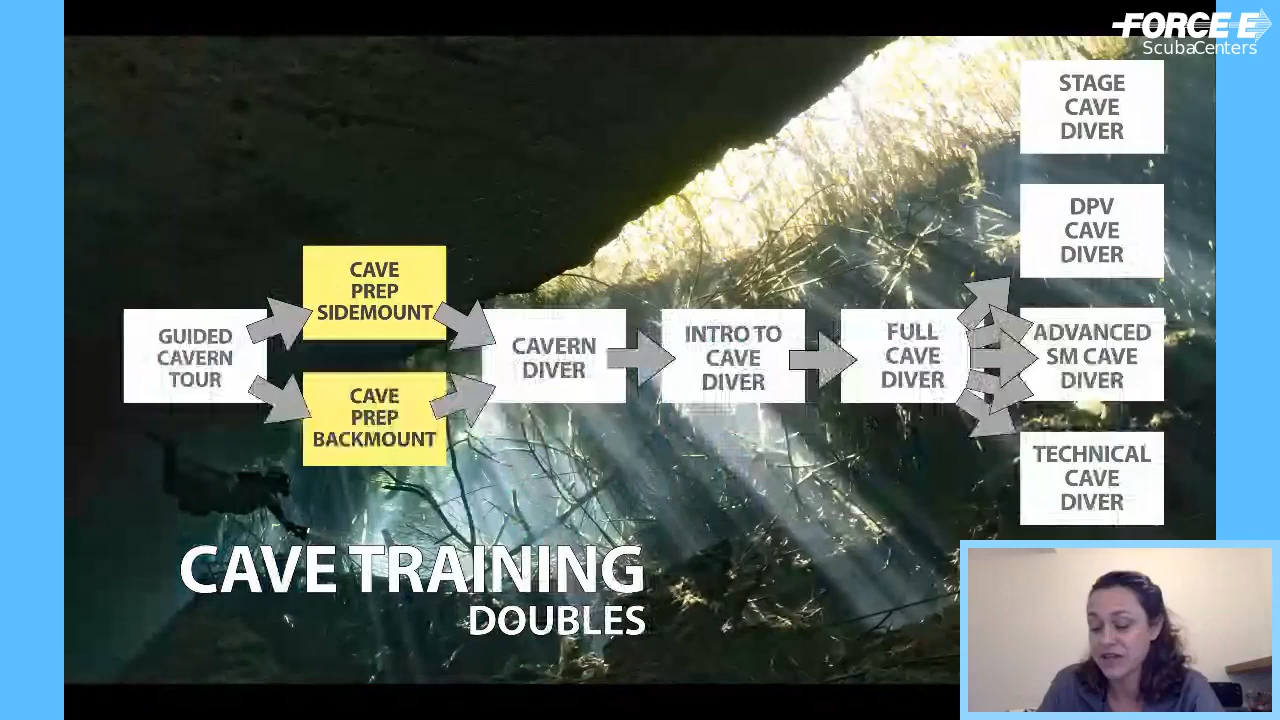 FORCE E
ScubaCenters
STAGE
CAVE
DIVER
DPV
CAVE
DIVER
CAVE
PREP
SIDEMOUNT
GUIDED
CAVERN
TOUR
CAVE
PREP
BACKMOUNT
CAVERN
DIVER
INTRO TO
CAVE
DIVER
FULL
CAVE
DIVER
ADVANCED
SM CAVE
DIVER
TECHNICAL
CAVE
DIVER
CAVE TRAINING
DOUBLES